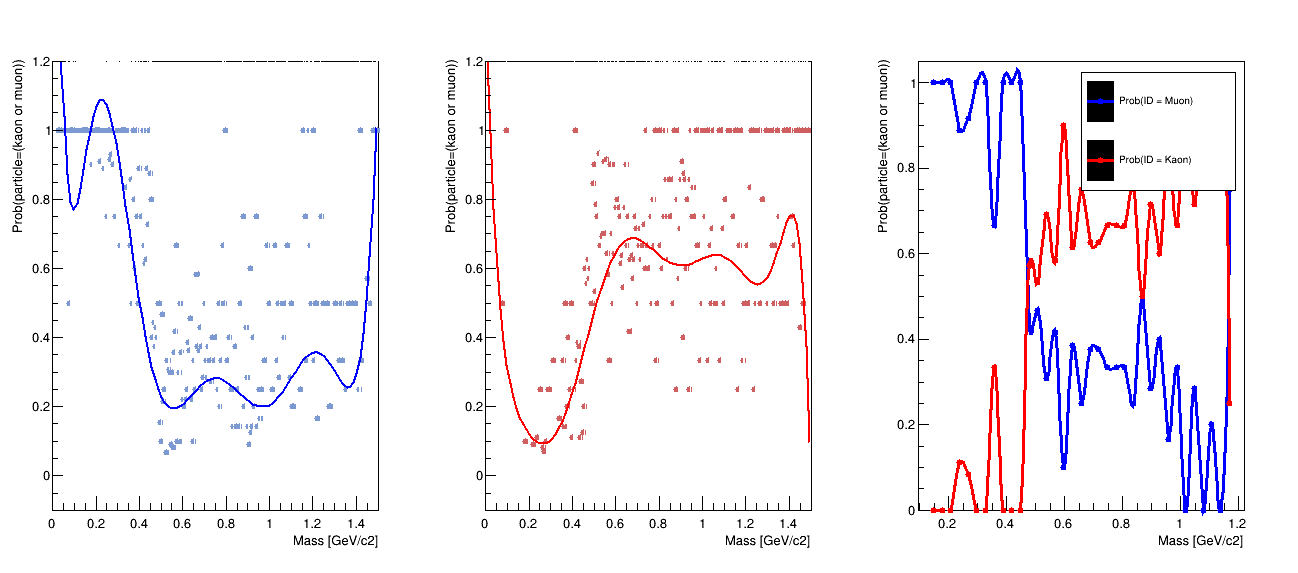 Prob(particle=(kaon or muon))
1.2
1
0.8
0.6
0.4
0.2
0
0 0.2 0.4 0.6 0.8 1 1.2 1.4
Mass [GeV/c2]
Prob(particle=(kaon or muon))
1.2
1
0.8
0.6
0.4
0.2
0
0 0.2 0.4 0.6 0.8 1 1.2 1.4
Mass [GeV/c2]
Prob(particle=(kaon or muon))
1
0.8
0.6
0.4
0.2
0
0.2 0.4 0.6 0.8 1 1.2
Mass [GeV/c2]
Prob(ID = Muon)
Prob(ID = Kaon)